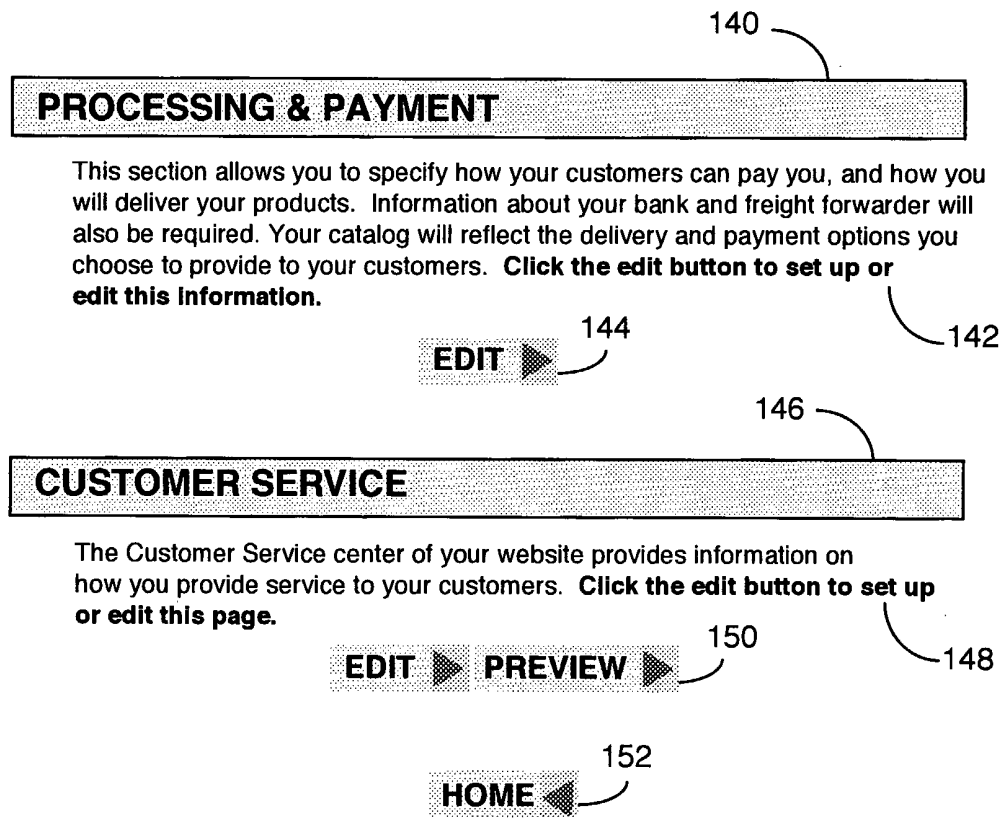 140
PROCESSING & PAYMENT
This section allows you to specify how your customers can pay you, and how you
will deliver your products.  Information about your bank and freight forwarder will
also be required. Your catalog will reflect the delivery and payment options you
choose to provide to your customers.  Click the edit button to set up or
edit this information.
142
144
EDIT
146
CUSTOMER SERVICE
The Customer Service center of your website provides information on
how you provide service to your customers.  Click the edit button to set up
or edit this page.
148
150
EDIT PREVIEW
152
HOME